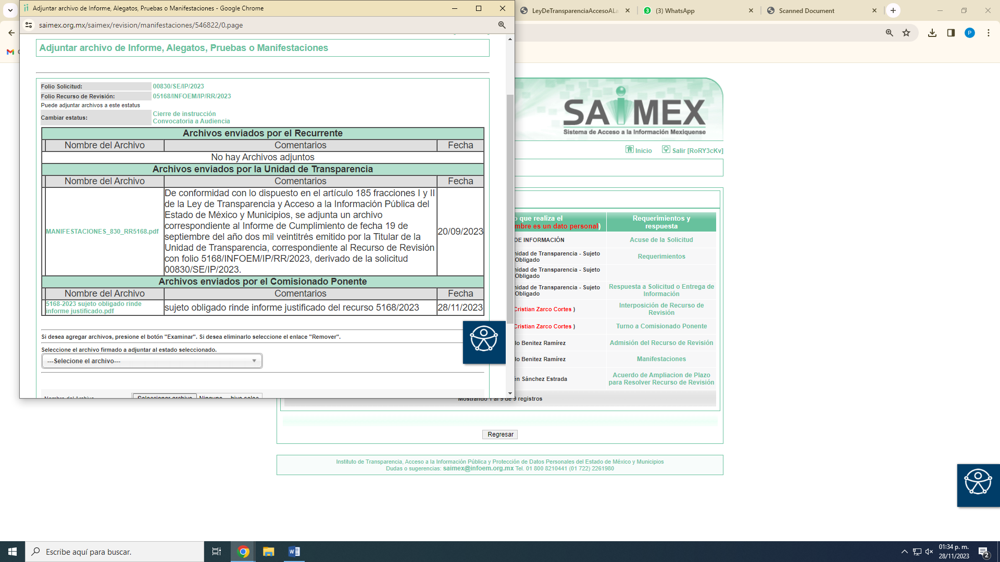 Adjuntar archivo de Informe, Alegatos, Pruebas o Manifestaciones - Google Chrome
LeyDeTransparenciaAccesoALa
(3) WhatsApp
Scanned Document
saimex.org.mx/saimex/revision/manifestaciones/546822/0.page
P
Adjuntar archivo de Informe, Alegatos, Pruebas o Manifestaciones
Folio Solicitud: 00830/SE/IP/2023
Folio Recurso de Revisión: 05168/INFOEM/IP/RR/2023
Puede adjuntar archivos a este estatus
Cambiar estatus:
Cierre de instrucción
Convocatoria a Audiencia
Archivos enviados por el Recurrente
Nombre del Archivo Comentarios Fecha
No hay Archivos adjuntos
Archivos enviados por la Unidad de Transparencia
Nombre del Archivo Comentarios Fecha
MANIFESTACIONES_830_RR5168.pdf
De conformidad con lo dispuesto en el artículo 185 fracciones I y II
de la Ley de Transparencia y Acceso a la Información Pública del
Estado de México y Municipios, se adjunta un archivo
correspondiente al Informe de Cumplimiento de fecha 19 de
septiembre del año dos mil veintitrés emitido por la Titular de la
Unidad de Transparencia, correspondiente al Recurso de Revisión
con folio 5168/INFOEM/IP/RR/2023, derivado de la solicitud
00830/SE/IP/2023.
20/09/2023
Archivos enviados por el Comisionado Ponente
Nombre del Archivo Comentarios Fecha
5168-2023 sujeto obligado rinde
informe justificado.pdf
sujeto obligado rinde informe justificado del recurso 5168/2023
28/11/2023
Si desea agregar archivos, presione el botón "Examinar". Si desea eliminarlo seleccione el enlace "Remover".
Seleccione el archivo firmado a adjuntar al estado seleccionado.
---Selecione el archivo---
Nombre del Archivo
Seleccionar archivo
SAIMEX
Sistema de Acceso a la Información Mexiquense
Inicio
Salir [RoRY3cKv]
o que realiza el
mbre es un dato personal)
Requerimientos y
respuesta
DE INFORMACIÓN
Acuse de la Solicitud
nidad de Transparencia - Sujeto
Obligado
Requerimientos
nidad de Transparencia - Sujeto
Obligado
nidad de Transparencia - Sujeto
Obligado
Respuesta a Solicitud o Entrega de
Información
Cristian Zarco Cortes )
Interposición de Recurso de
Revisión
Cristian Zarco Cortes )
Turno a Comisionado Ponente
lo Benitez Ramírez
Admisión del Recurso de Revisión
lo Benitez Ramírez
Manifestaciones
én Sánchez Estrada
Acuerdo de Ampliacion de Plazo
para Resolver Recurso de Revisión
Mostrando 1 al 9 de 9 registros
Regresar
Instituto de Transparencia, Acceso a la Información Pública y Protección de Datos Personales del Estado de México y Municipios
Dudas o sugerencias: saimex@infoem.org.mx Tel. 01 800 8210441 (01 722) 2261980
Escribe aquí para buscar.
01:34 p. m.
28/11/2023
2